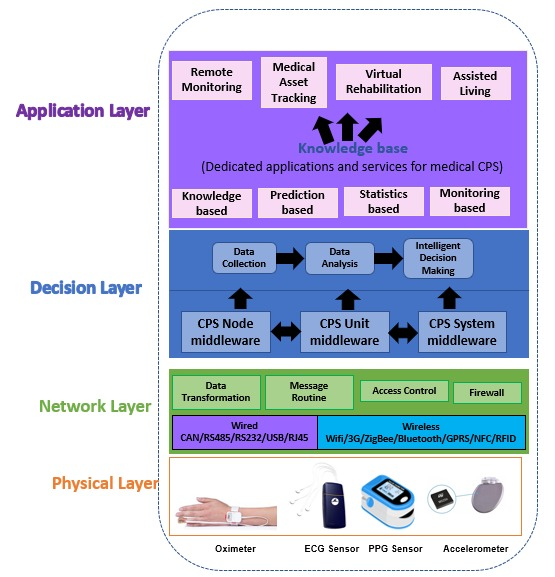 Application Layer
Remote
Monitoring
Medical
Asset
Tracking
Virtual
Rehabilitation
Assisted
Living
Knowledge base
(Dedicated applications and services for medical CPS)
Knowledge
based
Prediction
based
Statistics
based
Monitoring
based
Decision Layer
Data
Collection
Data
Analysis
Intelligent
Decision
Making
CPS Node
middleware
CPS Unit
middleware
CPS System
middleware
Network Layer
Data
Transformation
Message
Routine
Access Control
Firewall
Wired
CAN/RS485/RS232/USB/RJ45
Wireless
Wifi/3G/ZigBee/Bluetooth/GPRS/NFC/RFID
Physical Layer
Oximeter
ECG Sensor
PPG Sensor
Accelerometer